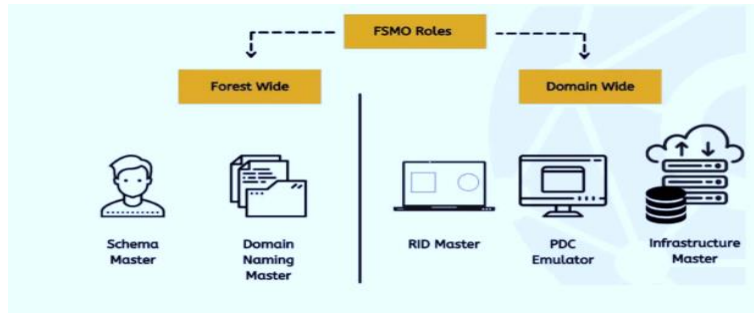 FSMO Roles
Forest Wide
Domain Wide
Schema
Master
Domain
Naming
Master
RID Master
PDC
Emulator
Infrastructure
Master